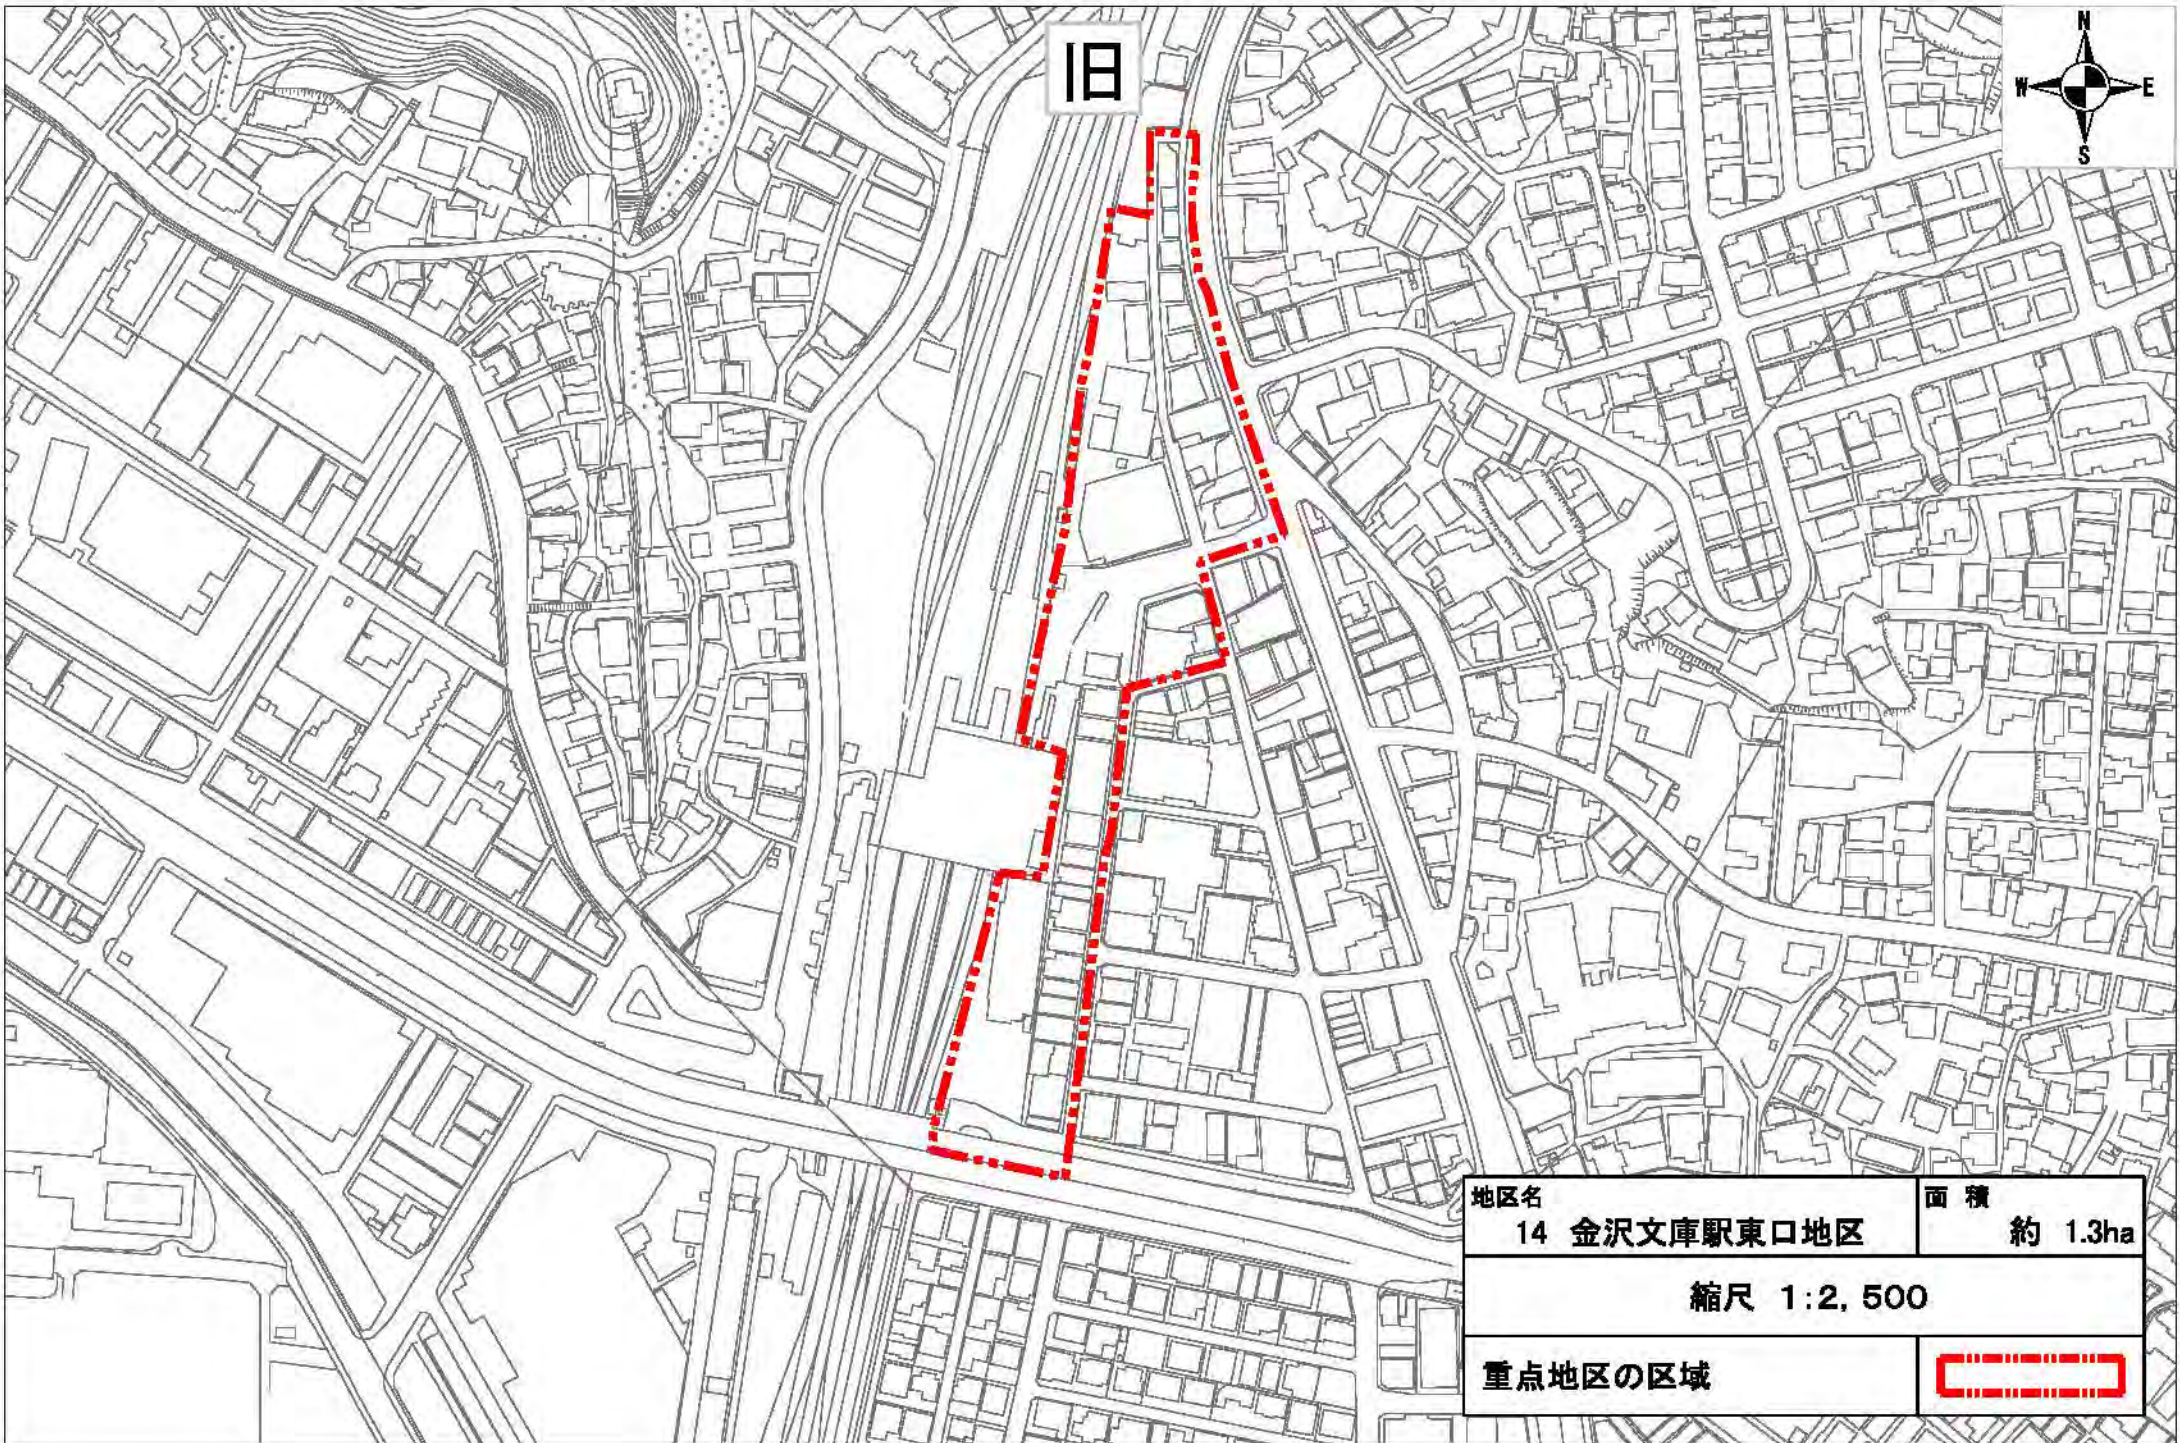 旧
N
W E
S
地区名
14 金沢文庫駅東口地区
面 積
約 1.3ha
縮尺 1:2,500
重点地区の区域